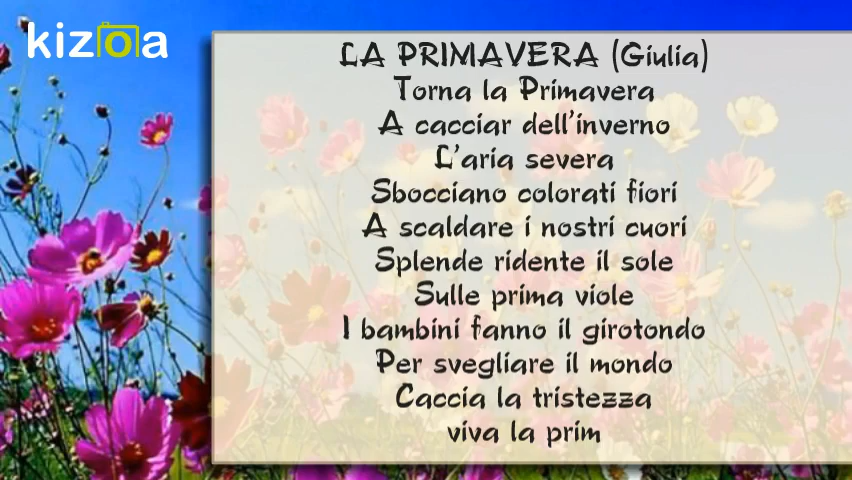 kizoa
LA PRIMAVERA (Giulia)
Torna la Primavera
A cacciar dell'inverno
L'aria severa
Sbocciano colorati fiori
A scaldare i nostri cuori
Splende ridente il sole
Sulle prima viole
I bambini fanno il girotondo
Per svegliare il mondo
Caccia la tristezza
viva la prim